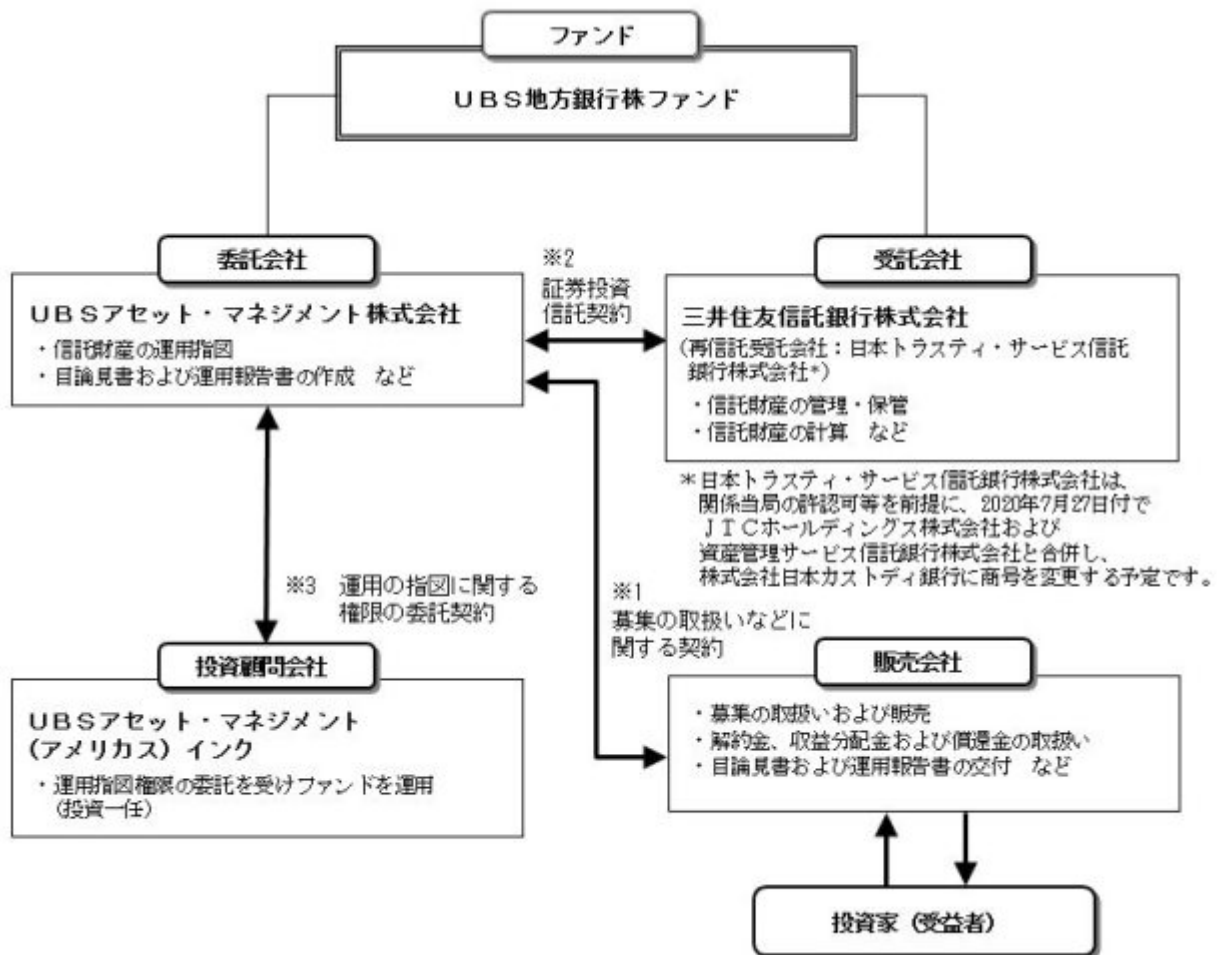 ファンド
UBS地方銀行株ファンド
委託会社
UBSアセット・マネジメント株式会社
・信託財産の運用指図
・目論見書および運用報告書の作成　など
※2
証券投資
信託契約
受託会社
三井住友信託銀行株式会社
(再信託受託会社：日本トラスティ・サービス信託
銀行株式会社*)
・信託財産の管理・保管
・信託財産の計算　など
*日本トラスティ・サービス信託銀行株式会社は、
関係当局の許認可等を前提に、2020年7月27日付で
JTCホールディングス株式会社および
資産管理サービス信託銀行株式会社と合併し、
株式会社日本カストディ銀行に商号を変更する予定です。
※3　運用の指図に関する
権限の委託契約
※1
募集の取扱いなどに
関する契約
投資顧問会社
UBSアセット・マネジメント
(アメリカス) インク
・運用指図権限の委託を受けファンドを運用
(投資一任)
販売会社
・募集の取扱いおよび販売
・解約金、収益分配金および償還金の取扱い
・目論見書および運用報告書の交付　など
投資家 (受益者)